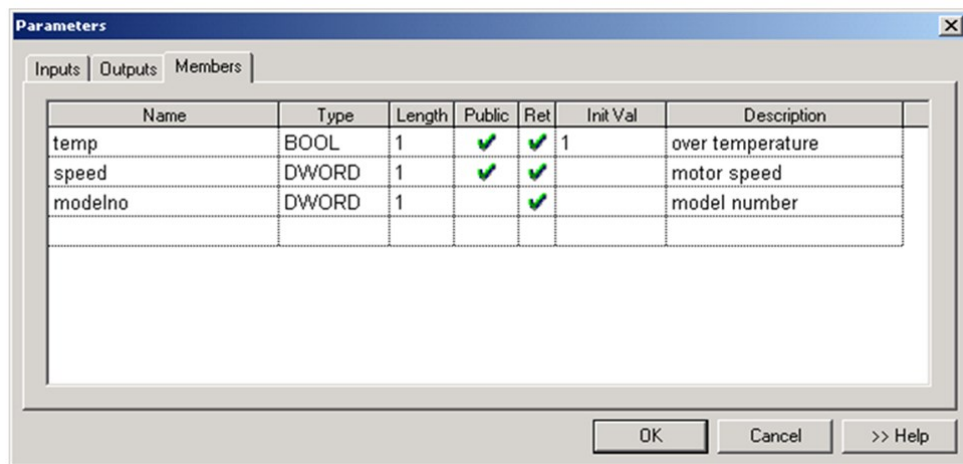 Parameters
Inputs Outputs Members
Name Type Length Public Ret Init Val Description
temp BOOL 1 1 over temperature
speed DWORD 1 motor speed
modelno DWORD 1 model number
OK Cancel >> Help